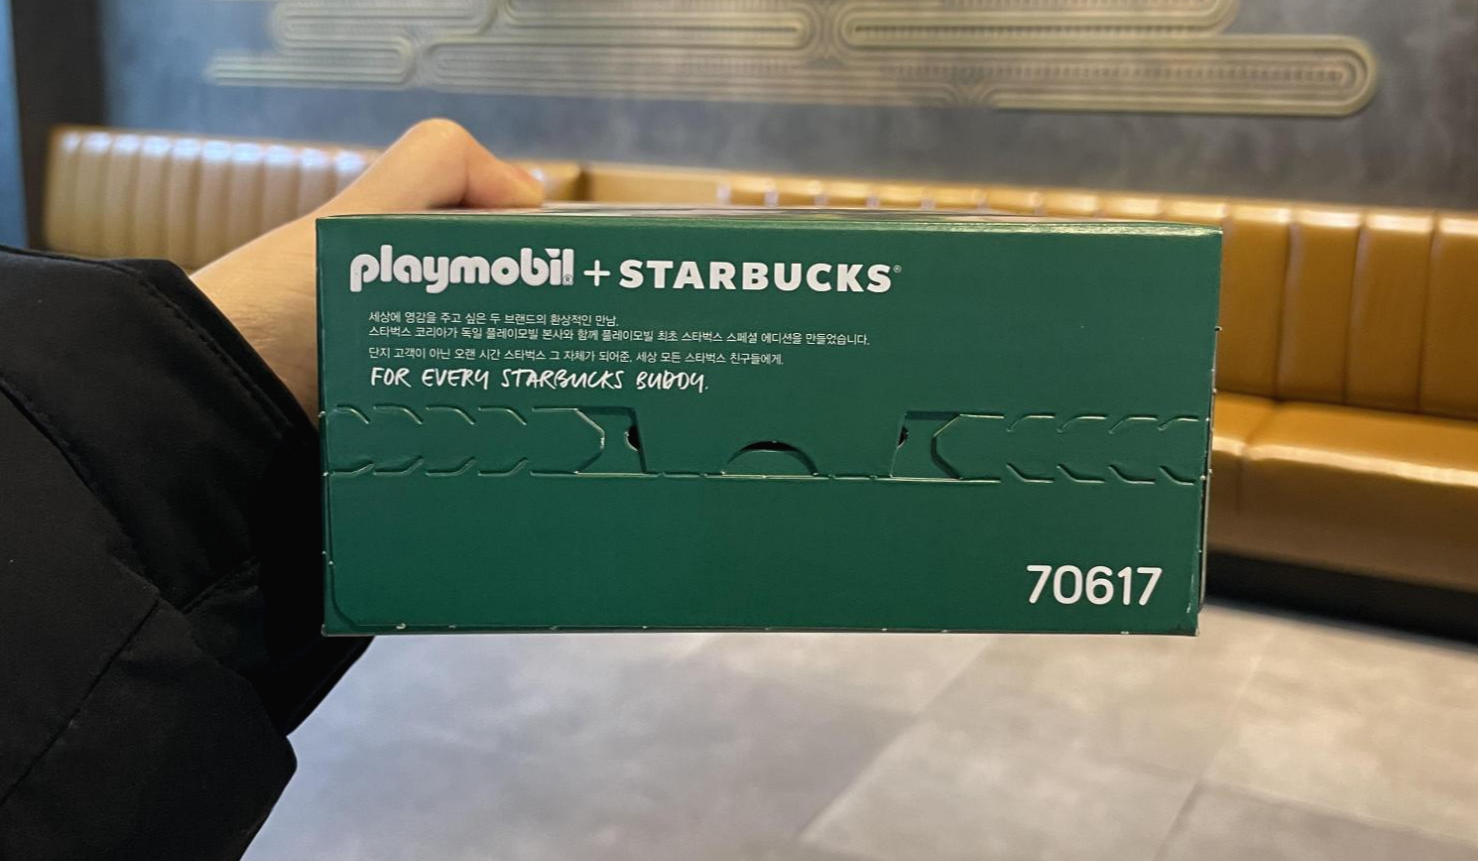 playmobil + STARBUCKS®
세상에 영감을 주고 싶은 두 브랜드의 환상적인 만남.
스타벅스 코리아가 독일 플레이모빌 본사와 함께 플레이모빌 최초 스타벅스 스페셜 에디션을 만들었습니다.
단지 고객이 아닌 오랜 시간 스타벅스 그 자체가 되어준, 세상 모든 스타벅스 친구들에게.
FOR EVERY STARBUCKS BUDDY.
70617